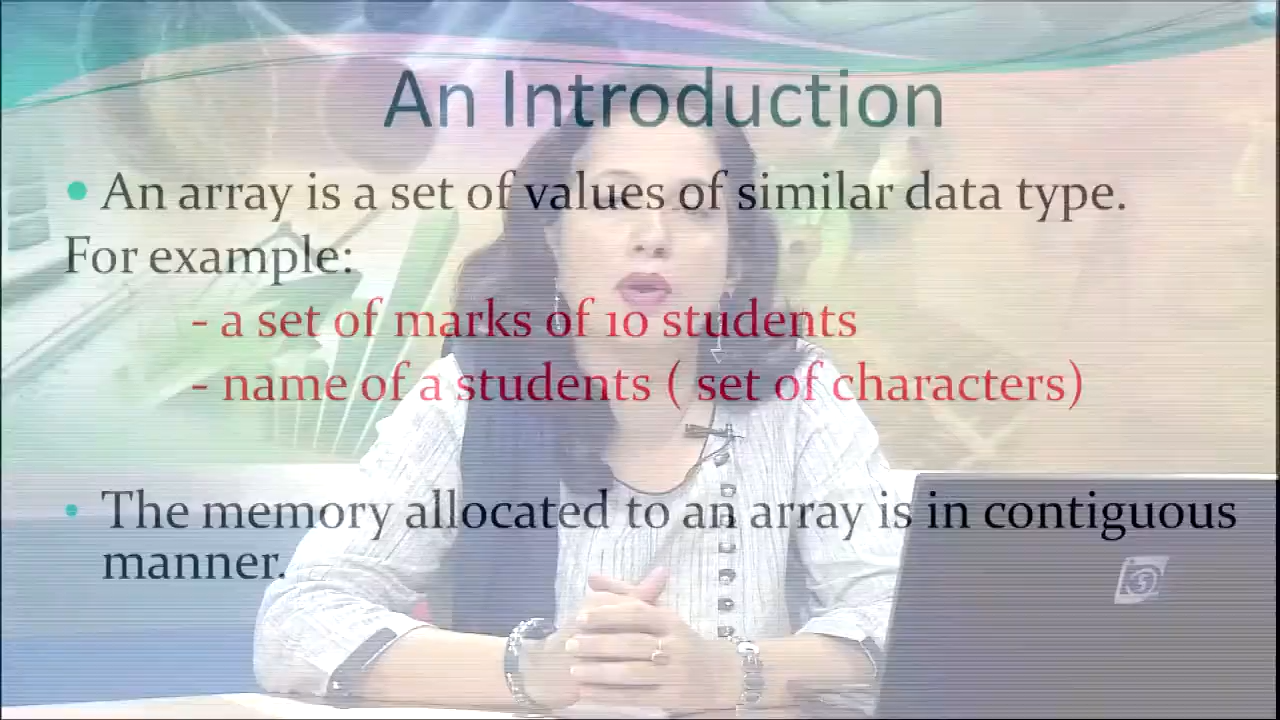 An Introduction
• An array is a set of values of similar data type.
For example:
- a set of marks of 10 students
- name of a students ( set of characters)
• The memory allocated to an array is in contiguous
manner.